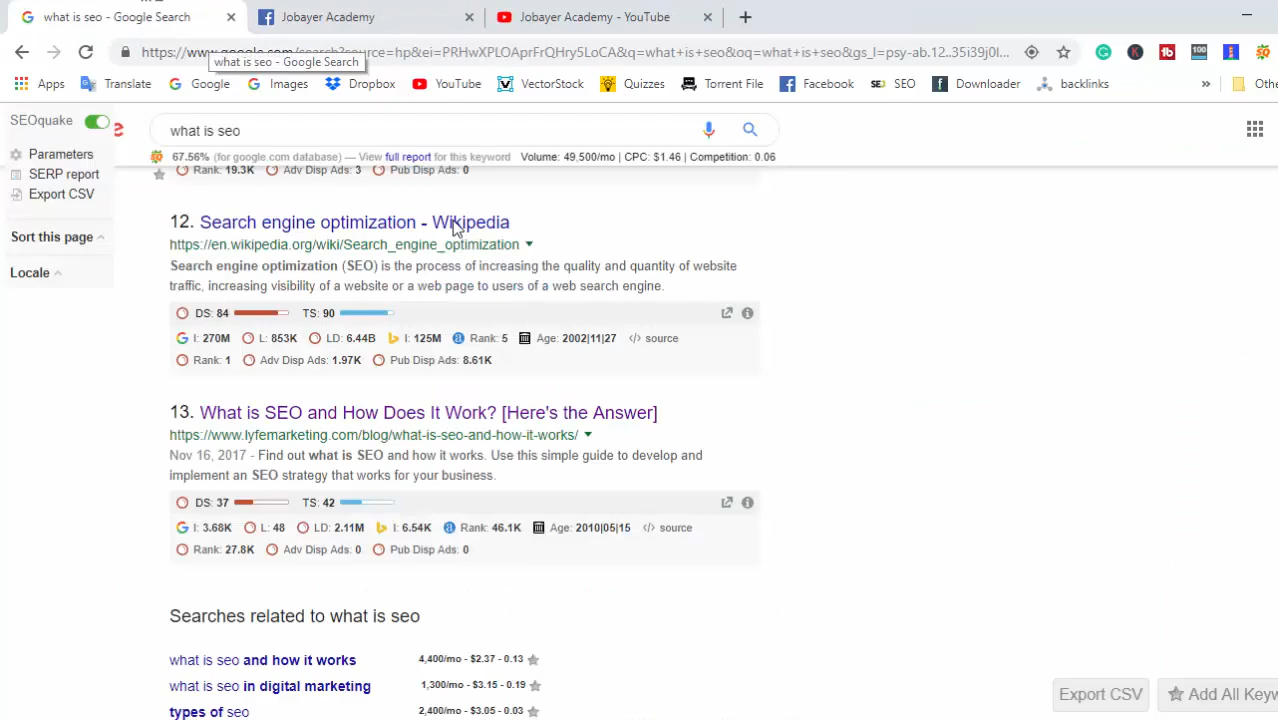 what is seo - Google Search
Jobayer Academy
Jobayer Academy - YouTube
https://www.google.com/search?source=hp&ei=PRHwXPLOAprFrQHry5LoCA&q=what+is+seo&oq=what+is+seo&gs_l=psy-ab.12..35i39j0l...
what is seo - Google Search
Apps Translate Google Images Dropbox YouTube VectorStock Quizzes Torrent File Facebook SEO Downloader backlinks » Othe
SEOquake
what is seo
67.56% (for google.com database) — View full report for this keyword Volume: 49,500/mo | CPC: $1.46 | Competition: 0.06
Parameters
SERP report
Export CSV
Sort this page
Locale
Rank: 19.3K Adv Disp Ads: 3 Pub Disp Ads: 0
12. Search engine optimization - Wikipedia
https://en.wikipedia.org/wiki/Search_engine_optimization
Search engine optimization (SEO) is the process of increasing the quality and quantity of website
traffic, increasing visibility of a website or a web page to users of a web search engine.
DS: 84 TS: 90
I: 270M L: 853K LD: 6.44B I: 125M Rank: 5 Age: 2002|11|27 </> source
Rank: 1 Adv Disp Ads: 1.97K Pub Disp Ads: 8.61K
13. What is SEO and How Does It Work? [Here's the Answer]
https://www.lyfemarketing.com/blog/what-is-seo-and-how-it-works/
Nov 16, 2017 - Find out what is SEO and how it works. Use this simple guide to develop and
implement an SEO strategy that works for your business.
DS: 37 TS: 42
I: 3.68K L: 48 LD: 2.11M I: 6.54K Rank: 46.1K Age: 2010|05|15 </> source
Rank: 27.8K Adv Disp Ads: 0 Pub Disp Ads: 0
Searches related to what is seo
what is seo and how it works 4,400/mo - $2.37 - 0.13
what is seo in digital marketing 1,300/mo - $3.15 - 0.19
types of seo 2,400/mo - $3.05 - 0.03
Export CSV Add All Keyw